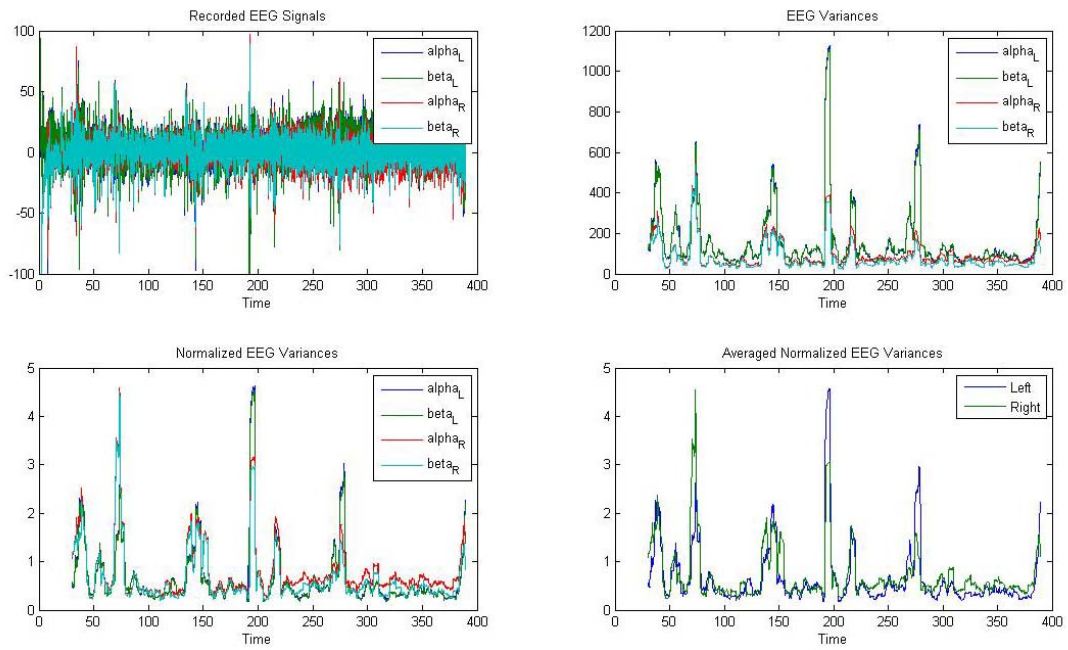 Recorded EEG Signals
100
50
0
-50
-100
0 50 100 150 200 250 300 350 400
Time
alpha_L
beta_L
alpha_R
beta_R
EEG Variances
1200
1000
800
600
400
200
0
0 50 100 150 200 250 300 350 400
Time
alpha_L
beta_L
alpha_R
beta_R
Normalized EEG Variances
5
4
3
2
1
0
0 50 100 150 200 250 300 350 400
Time
alpha_L
beta_L
alpha_R
beta_R
Averaged Normalized EEG Variances
5
4
3
2
1
0
0 50 100 150 200 250 300 350 400
Time
Left
Right